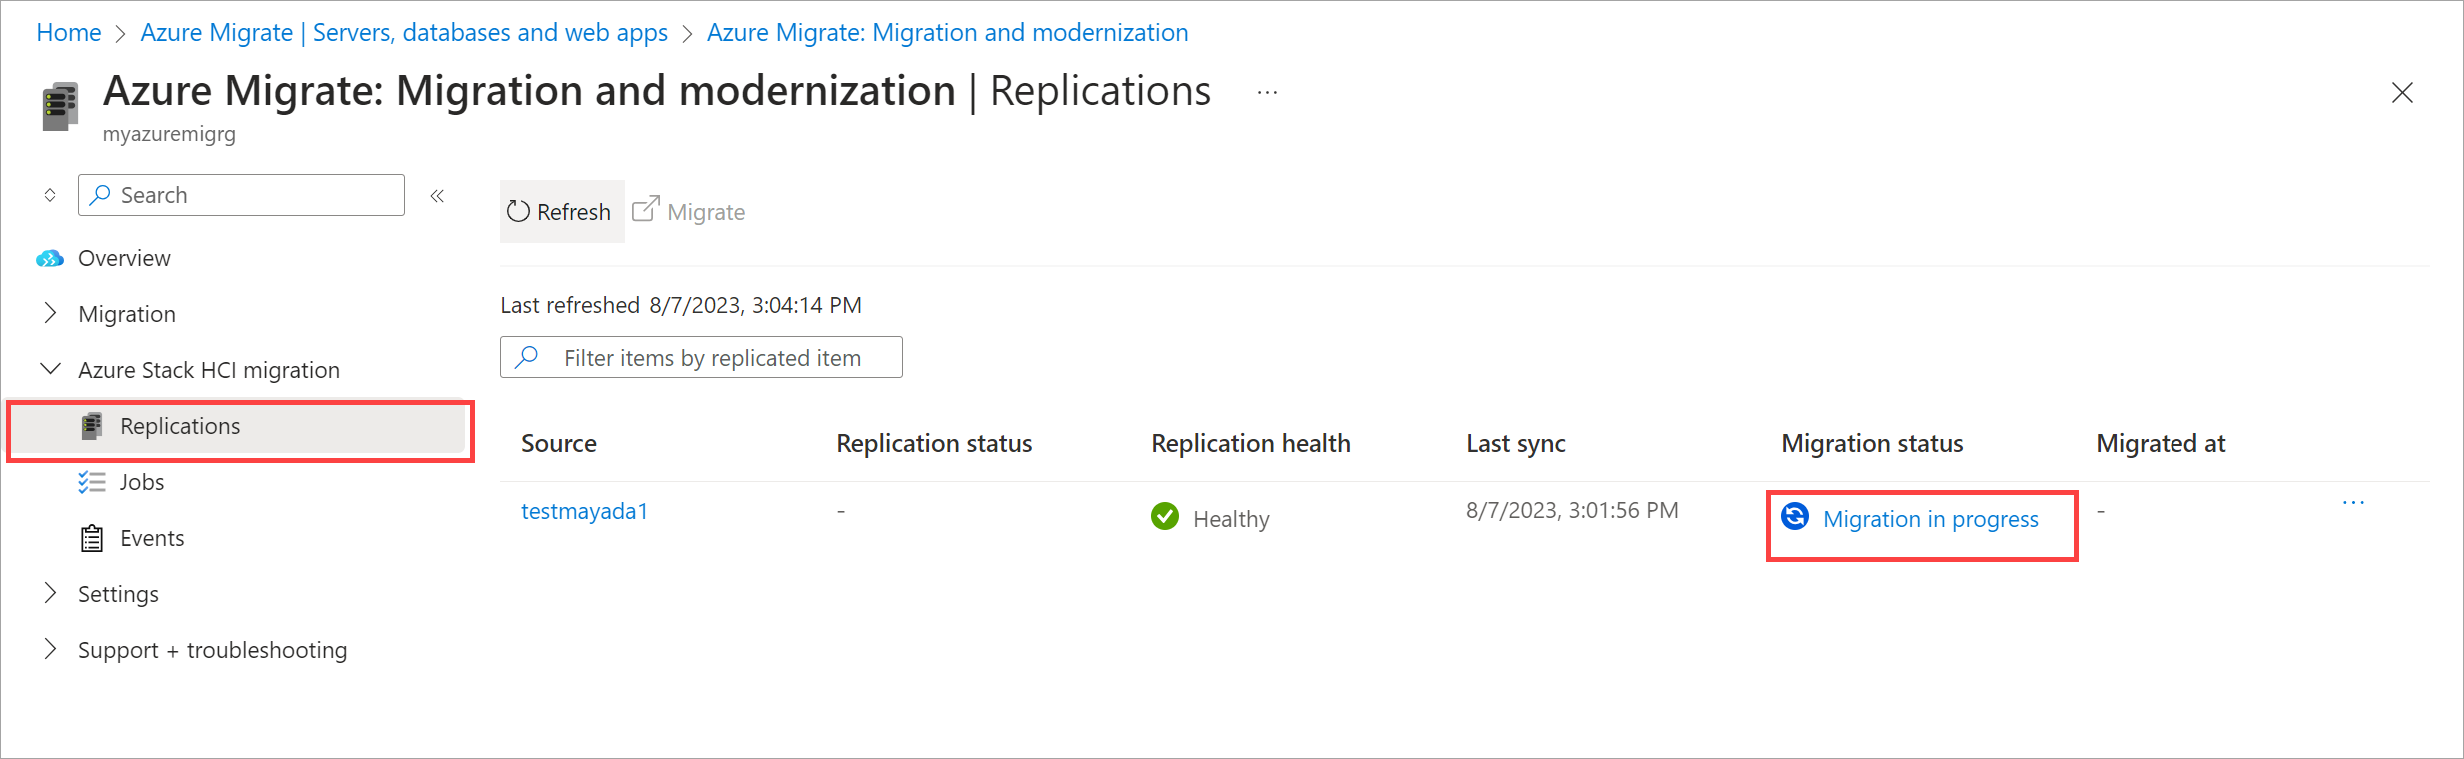 Home > Azure Migrate | Servers, databases and web apps > Azure Migrate: Migration and modernization
Azure Migrate: Migration and modernization | Replications ...
myazuremigrg
Search
Overview
Migration
Azure Stack HCI migration
Replications
Jobs
Events
Settings
Support + troubleshooting
Refresh Migrate
Last refreshed 8/7/2023, 3:04:14 PM
Filter items by replicated item
Source Replication status Replication health Last sync Migration status Migrated at
testmayada1 - Healthy 8/7/2023, 3:01:56 PM Migration in progress - ...